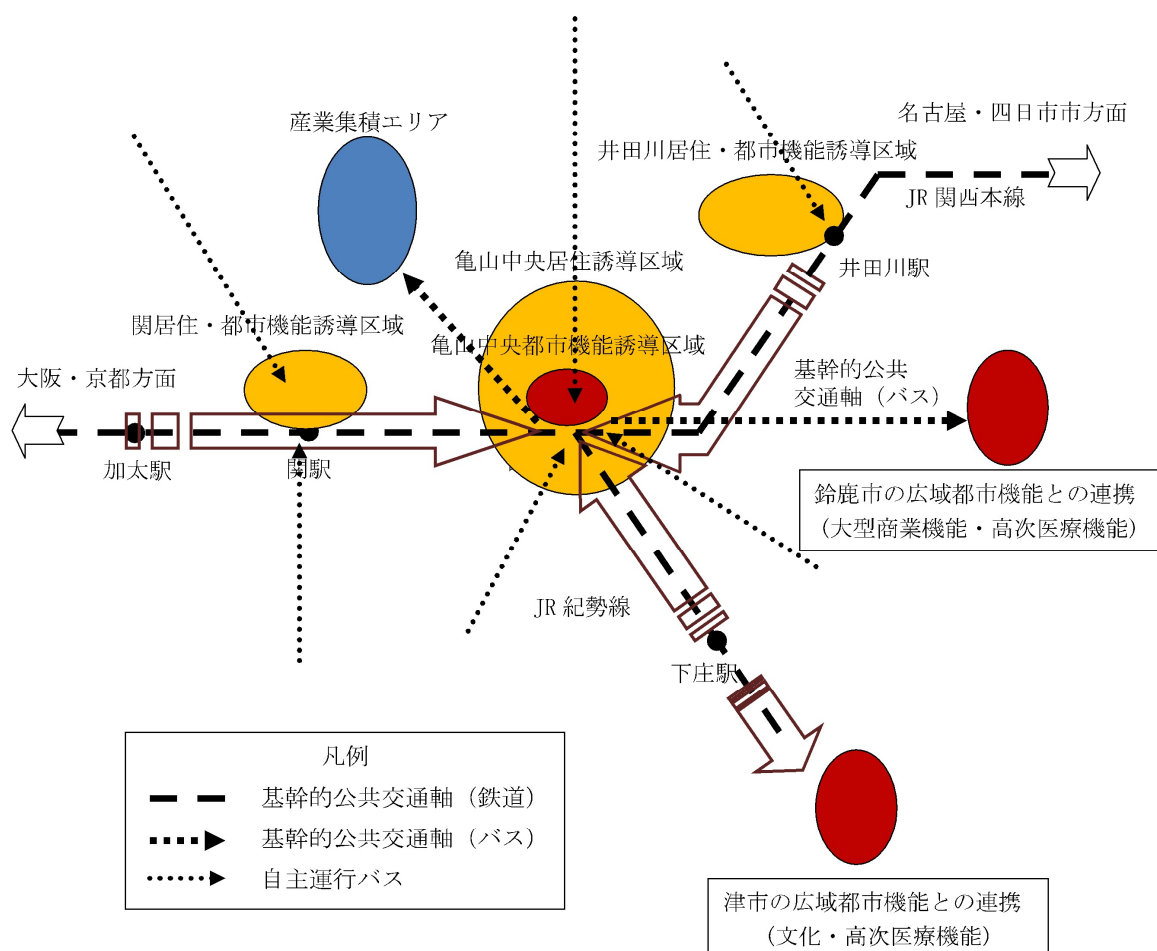 名古屋・四日市市方面
産業集積エリア
井田川居住・都市機能誘導区域
JR 関西本線
亀山中央居住誘導区域
井田川駅
関居住・都市機能誘導区域
亀山中央都市機能誘導区域
大阪・京都方面
基幹的公共
交通軸（バス）
加太駅
関駅
鈴鹿市の広域都市機能との連携
（大型商業機能・高次医療機能）
JR 紀勢線
下庄駅
凡例
基幹的公共交通軸（鉄道）
基幹的公共交通軸（バス）
自主運行バス
津市の広域都市機能との連携
（文化・高次医療機能）